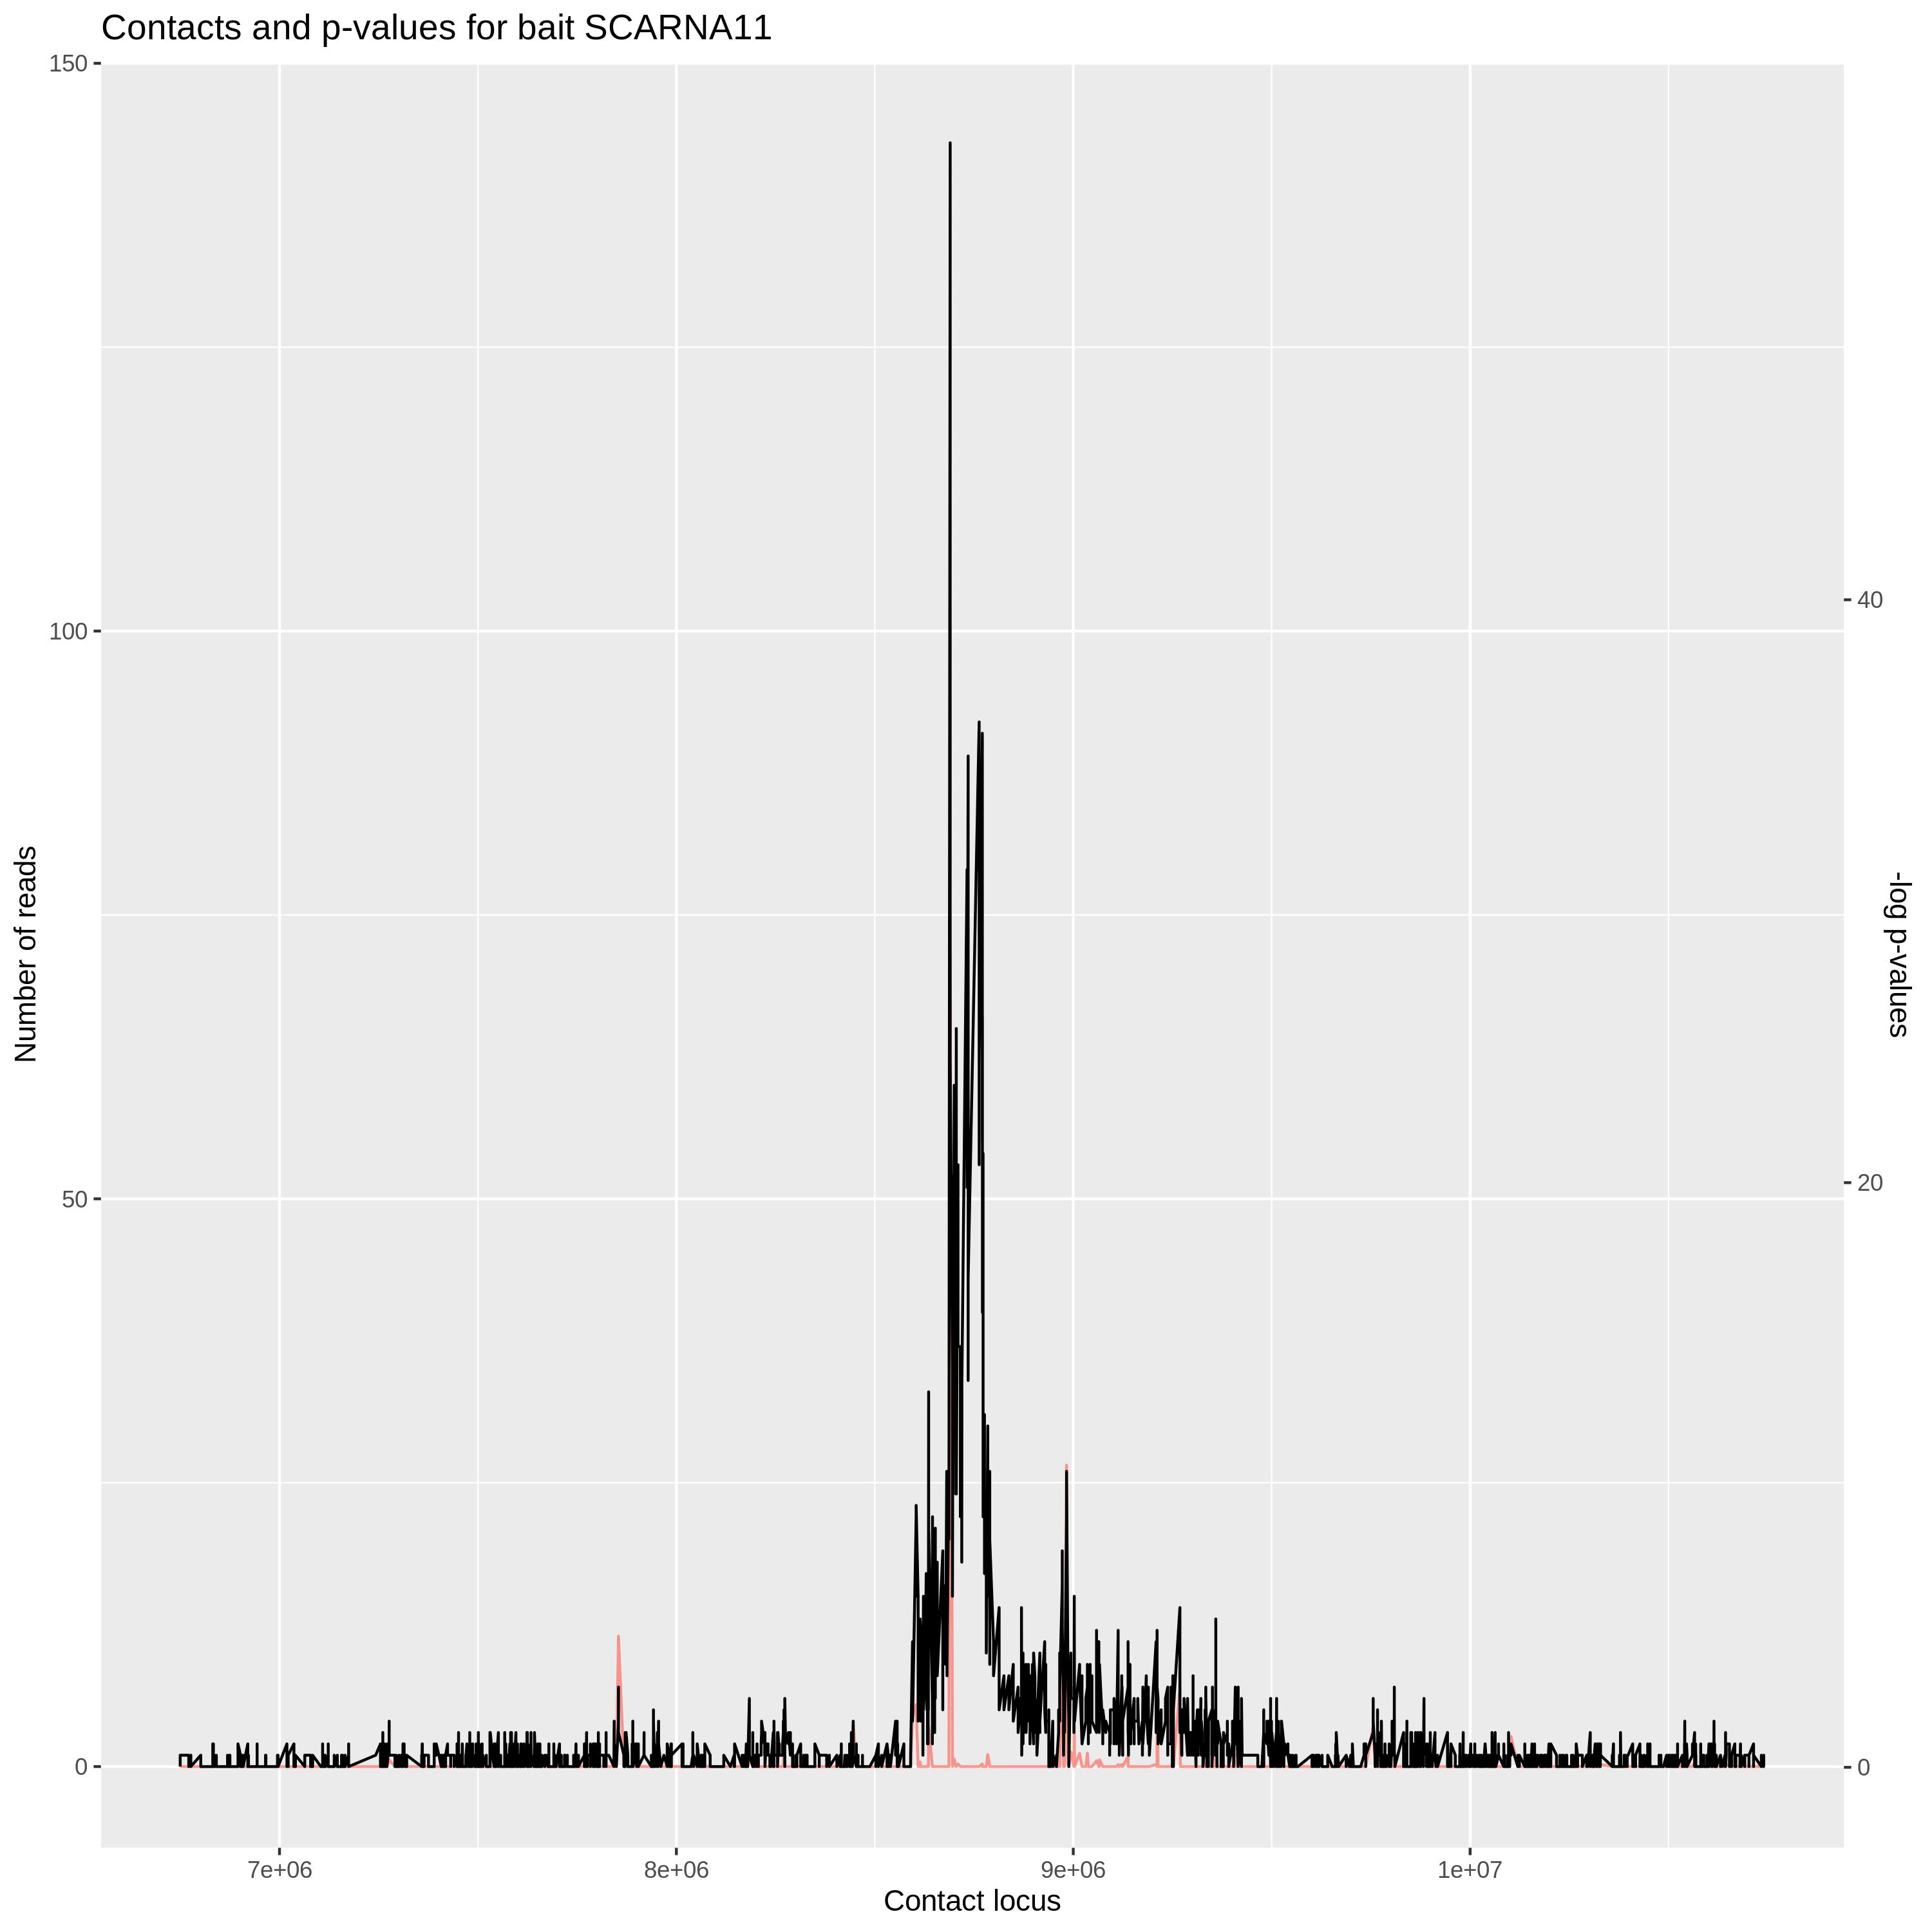 Contacts and p-values for bait SCARNA11
150
100
50
0
Number of reads
40
20
0
-log p-values
7e+06
8e+06
9e+06
1e+07
Contact locus